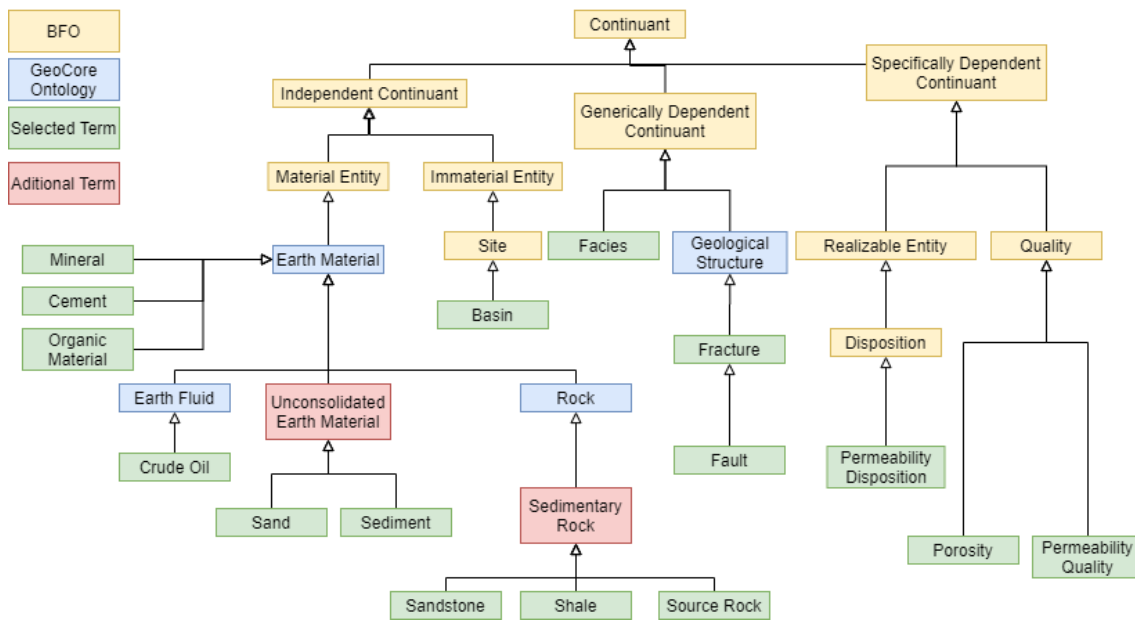 BFO
GeoCore
Ontology
Selected Term
Aditional Term
Continuant
Independent Continuant
Generically Dependent
Continuant
Specifically Dependent
Continuant
Material Entity
Immaterial Entity
Mineral
Cement
Organic
Material
Earth Material
Site
Basin
Facies
Geological
Structure
Fracture
Fault
Realizable Entity
Quality
Disposition
Permeability
Disposition
Porosity
Permeability
Quality
Earth Fluid
Crude Oil
Unconsolidated
Earth Material
Sand
Sediment
Rock
Sedimentary
Rock
Sandstone
Shale
Source Rock